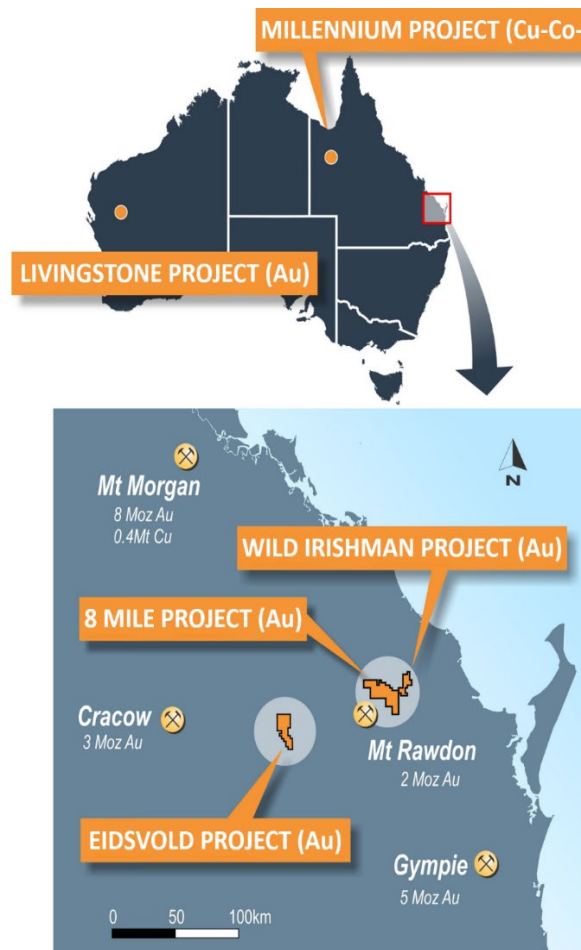 MILLENNIUM PROJECT (Cu-Co-
LIVINGSTONE PROJECT (Au)
Mt Morgan
8 Moz Au
0.4Mt Cu
N
WILD IRISHMAN PROJECT (Au)
8 MILE PROJECT (Au)
Cracow
3 Moz Au
Mt Rawdon
2 Moz Au
EIDSVOLD PROJECT (Au)
Gympie
5 Moz Au
0 50 100km